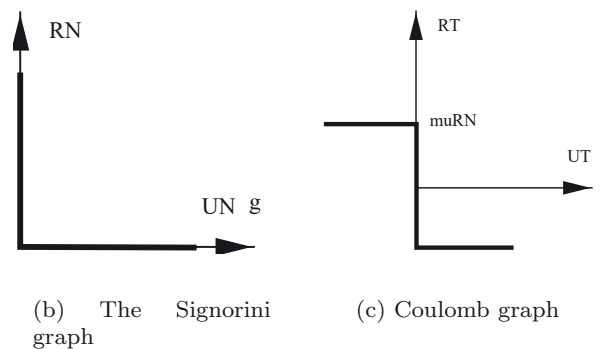 RN
UN g
(b) The Signorini
graph
RT
muRN
UT
(c) Coulomb graph